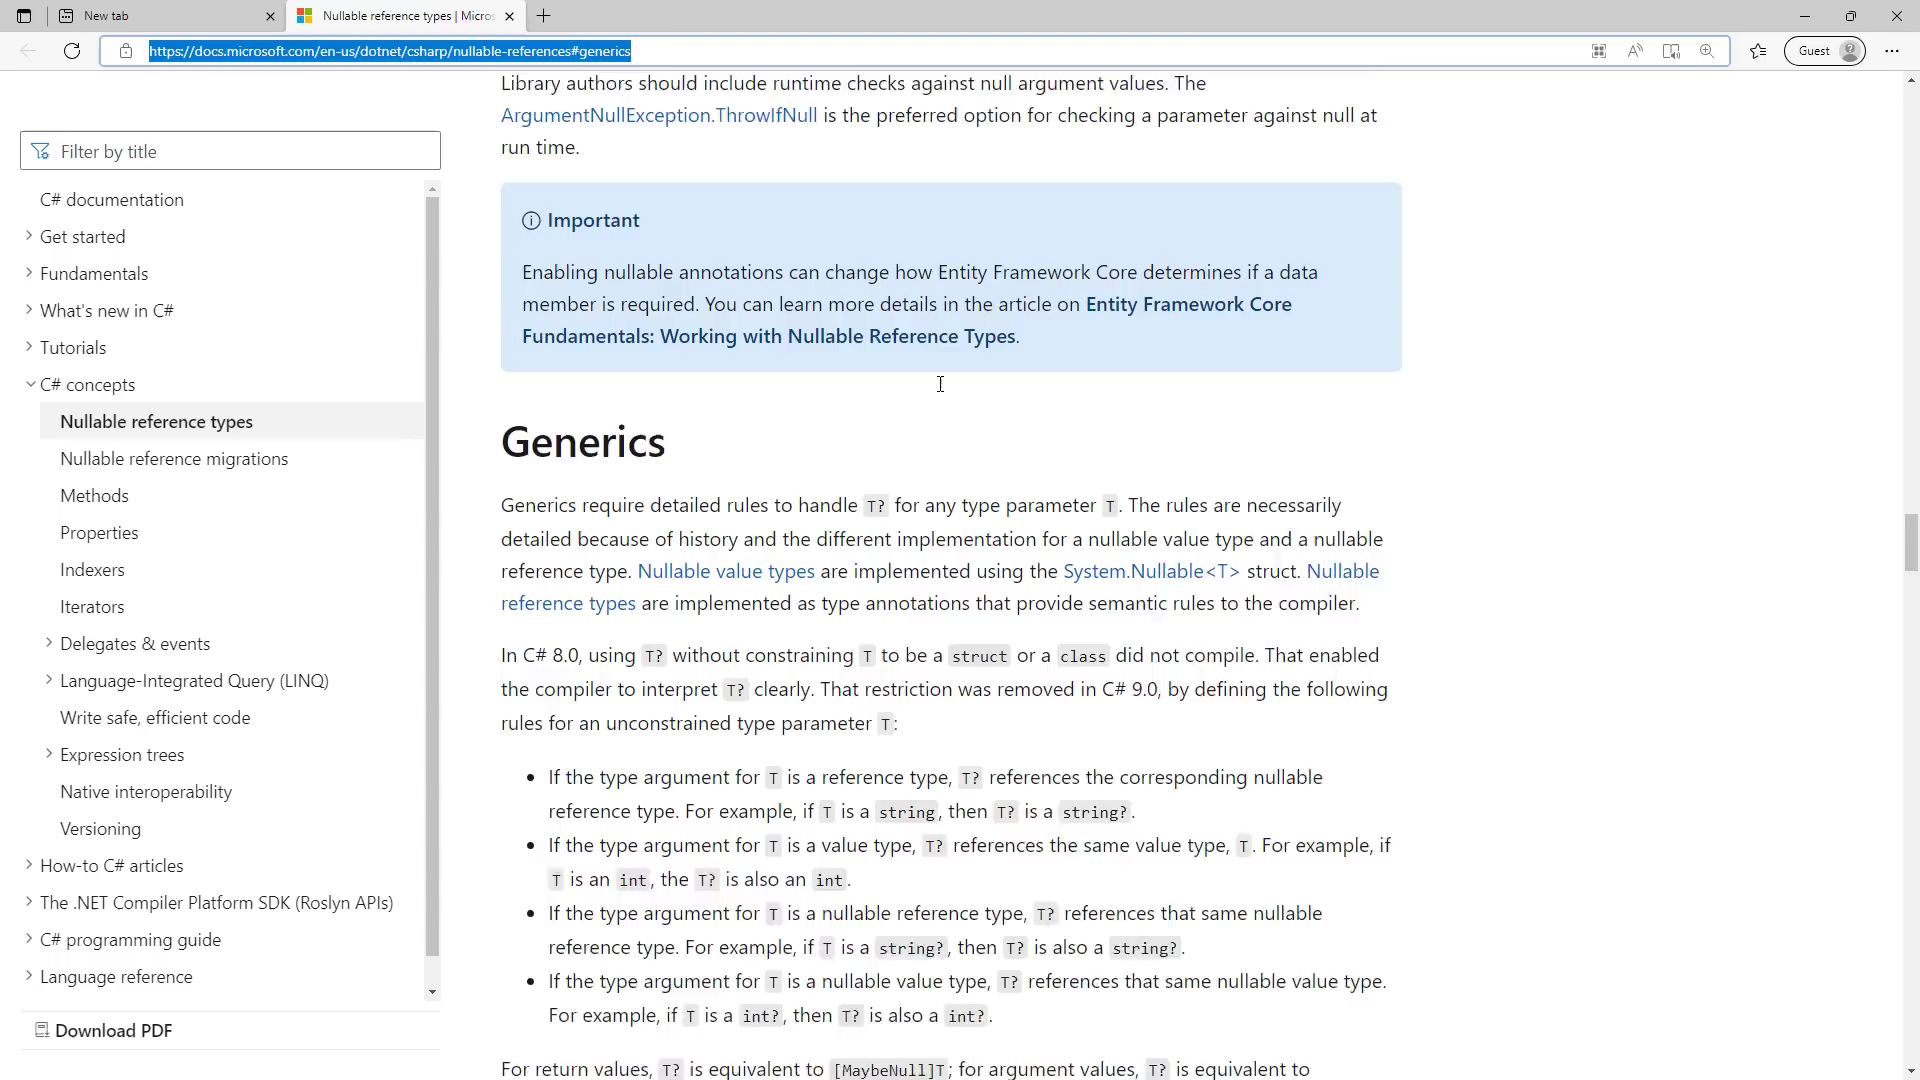 New tab
Nullable reference types | Micros
https://docs.microsoft.com/en-us/dotnet/csharp/nullable-references#generics
Guest
Filter by title
C# documentation
Get started
Fundamentals
What's new in C#
Tutorials
C# concepts
Nullable reference types
Nullable reference migrations
Methods
Properties
Indexers
Iterators
Delegates & events
Language-Integrated Query (LINQ)
Write safe, efficient code
Expression trees
Native interoperability
Versioning
How-to C# articles
The .NET Compiler Platform SDK (Roslyn APIs)
C# programming guide
Language reference
Download PDF
Library authors should include runtime checks against null argument values. The
ArgumentNullException.ThrowIfNull is the preferred option for checking a parameter against null at
run time.
Important
Enabling nullable annotations can change how Entity Framework Core determines if a data
member is required. You can learn more details in the article on Entity Framework Core
Fundamentals: Working with Nullable Reference Types.
Generics
Generics require detailed rules to handle T? for any type parameter T. The rules are necessarily
detailed because of history and the different implementation for a nullable value type and a nullable
reference type. Nullable value types are implemented using the System.Nullable<T> struct. Nullable
reference types are implemented as type annotations that provide semantic rules to the compiler.
In C# 8.0, using T? without constraining T to be a struct or a class did not compile. That enabled
the compiler to interpret T? clearly. That restriction was removed in C# 9.0, by defining the following
rules for an unconstrained type parameter T:
• If the type argument for T is a reference type, T? references the corresponding nullable
reference type. For example, if T is a string, then T? is a string?.
• If the type argument for T is a value type, T? references the same value type, T. For example, if
T is an int, the T? is also an int.
• If the type argument for T is a nullable reference type, T? references that same nullable
reference type. For example, if T is a string?, then T? is also a string?.
• If the type argument for T is a nullable value type, T? references that same nullable value type.
For example, if T is a int?, then T? is also a int?.
For return values, T? is equivalent to [MaybeNull]T; for argument values, T? is equivalent to